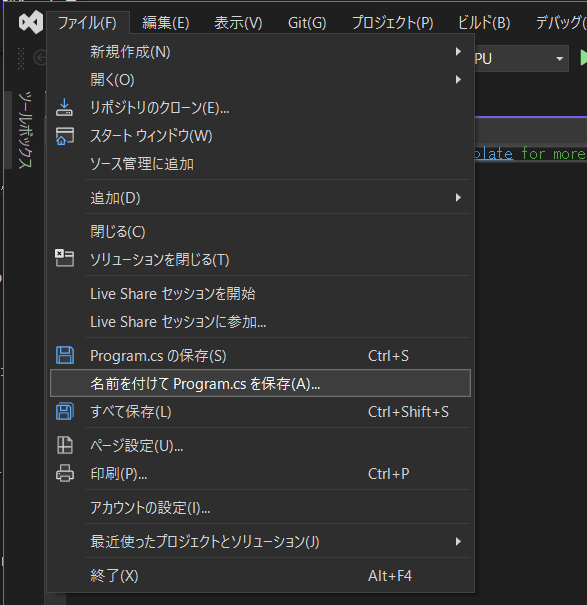 ファイル(F) 編集(E) 表示(V) Git(G) プロジェクト(P) ビルド(B) デバッグ(
新規作成(N)
PU
開く(O)
リポジトリのクローン(E)...
ツールボックス
スタート ウィンドウ(W)
plate for more
ソース管理に追加
追加(D)
閉じる(C)
ソリューションを閉じる(T)
Live Share セッションを開始
Live Share セッションに参加...
Program.cs の保存(S) Ctrl+S
名前を付けて Program.cs を保存(A)...
すべて保存(L) Ctrl+Shift+S
ページ設定(U)...
印刷(P)... Ctrl+P
アカウントの設定(I)...
最近使ったプロジェクトとソリューション(J)
終了(X) Alt+F4